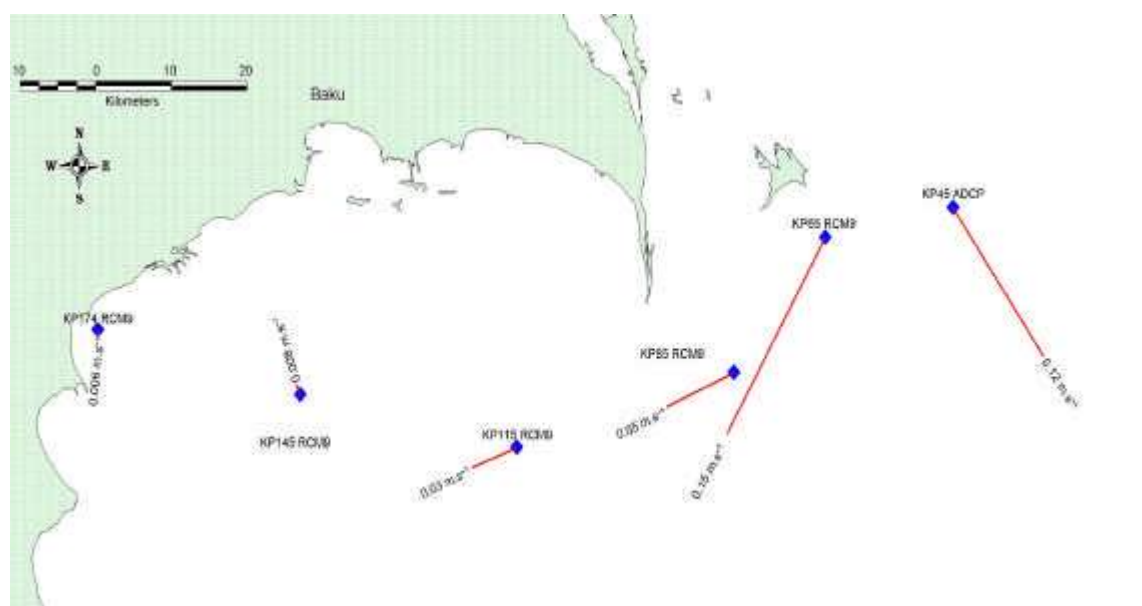 10 0 10 20
Kilometers
Baku
N
W E
S
KP45 ADCP
KP65 RCM9
KP174 RCM9
0.006 m.s⁻¹
0.008 m.s⁻¹
KP145 RCM9
KP85 RCM9
0.05 m.s⁻¹
KP115 RCM9
0.03 m.s⁻¹
0.15 m.s⁻¹
0.12 m.s⁻¹